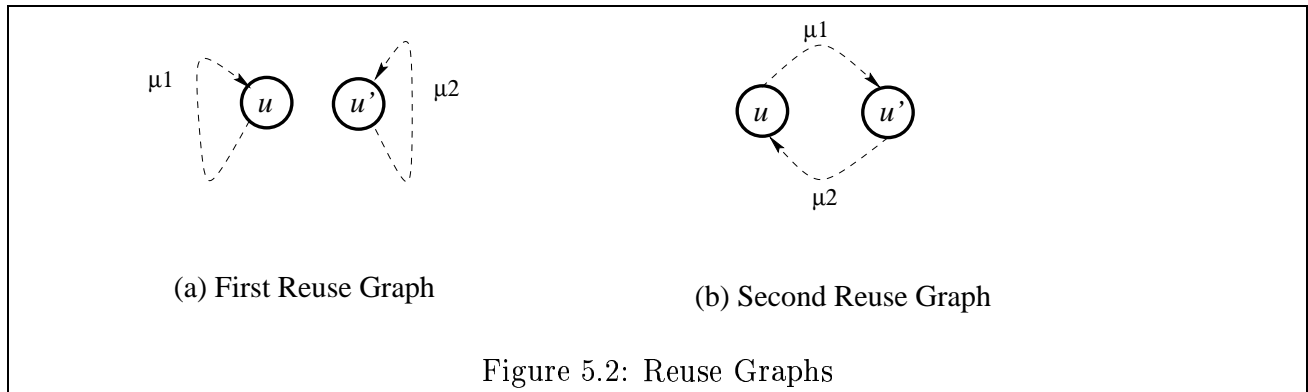 μ1
u
u'
μ2
μ1
u
u'
μ2
(a) First Reuse Graph
(b) Second Reuse Graph
Figure 5.2: Reuse Graphs